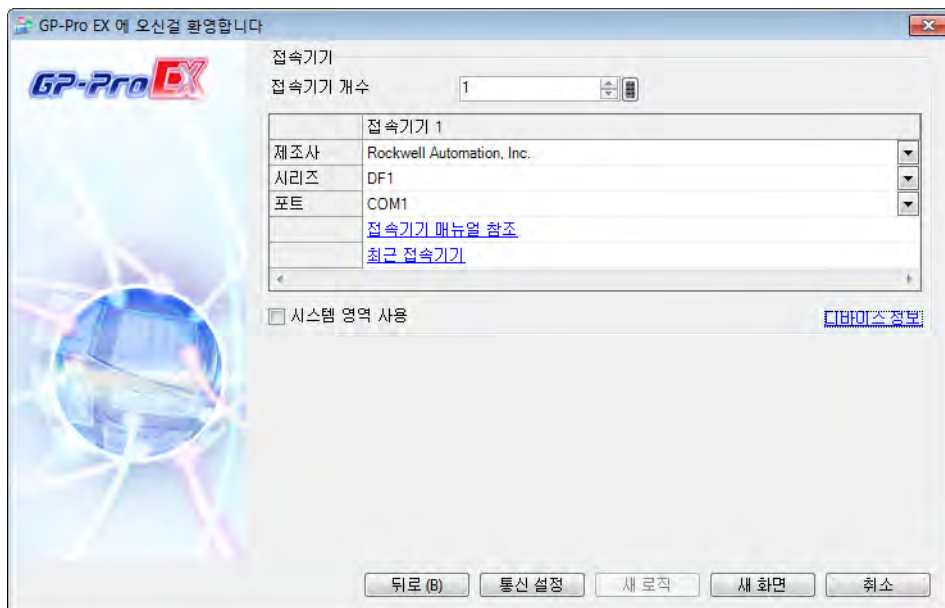 GP-Pro EX 에 오신걸 환영합니다
GP-Pro EX
접속기기
접속기기 개수 1
접속기기 1
제조사 Rockwell Automation, Inc.
시리즈 DF1
포트 COM1
접속기기 매뉴얼 참조
최근 접속기기
시스템 영역 사용 디바이스 정보
뒤로 (B) 통신 설정 새 로직 새 화면 취소